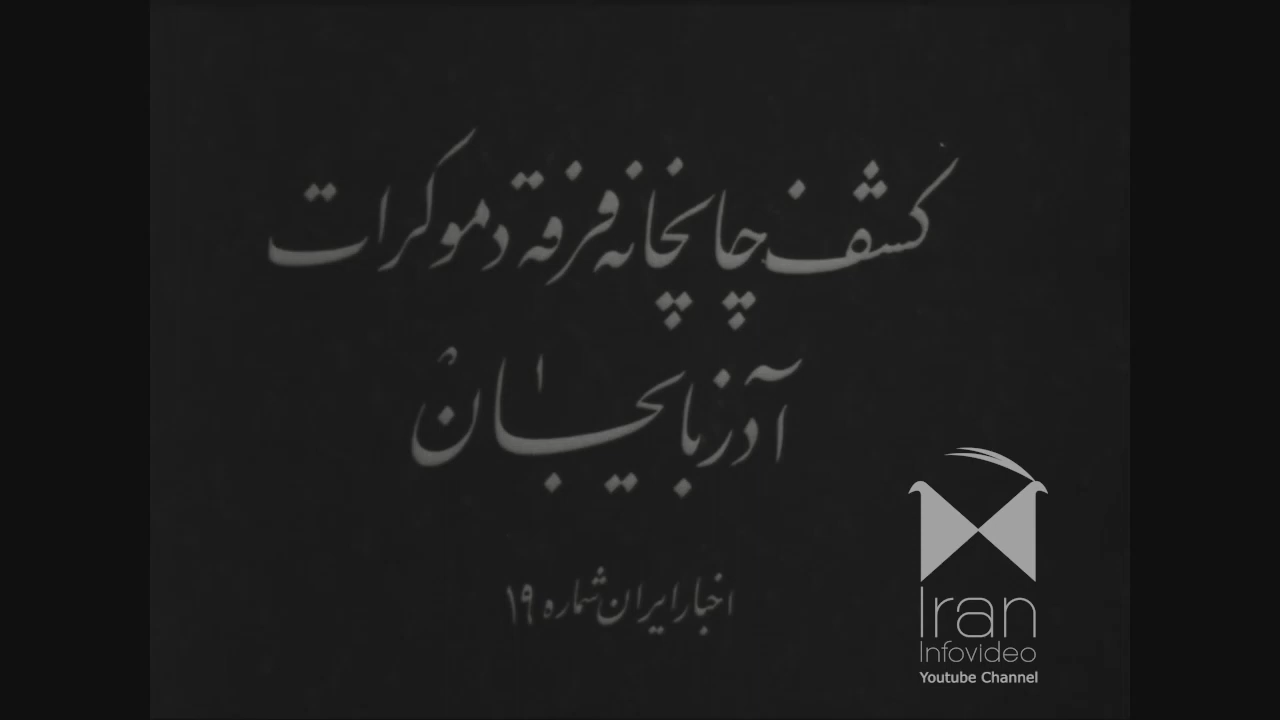 کشف چاپخانه فرقه دموکرات
آذربایجان
اخبار ایران شماره ۱۹
Iran
Infovideo
Youtube Channel